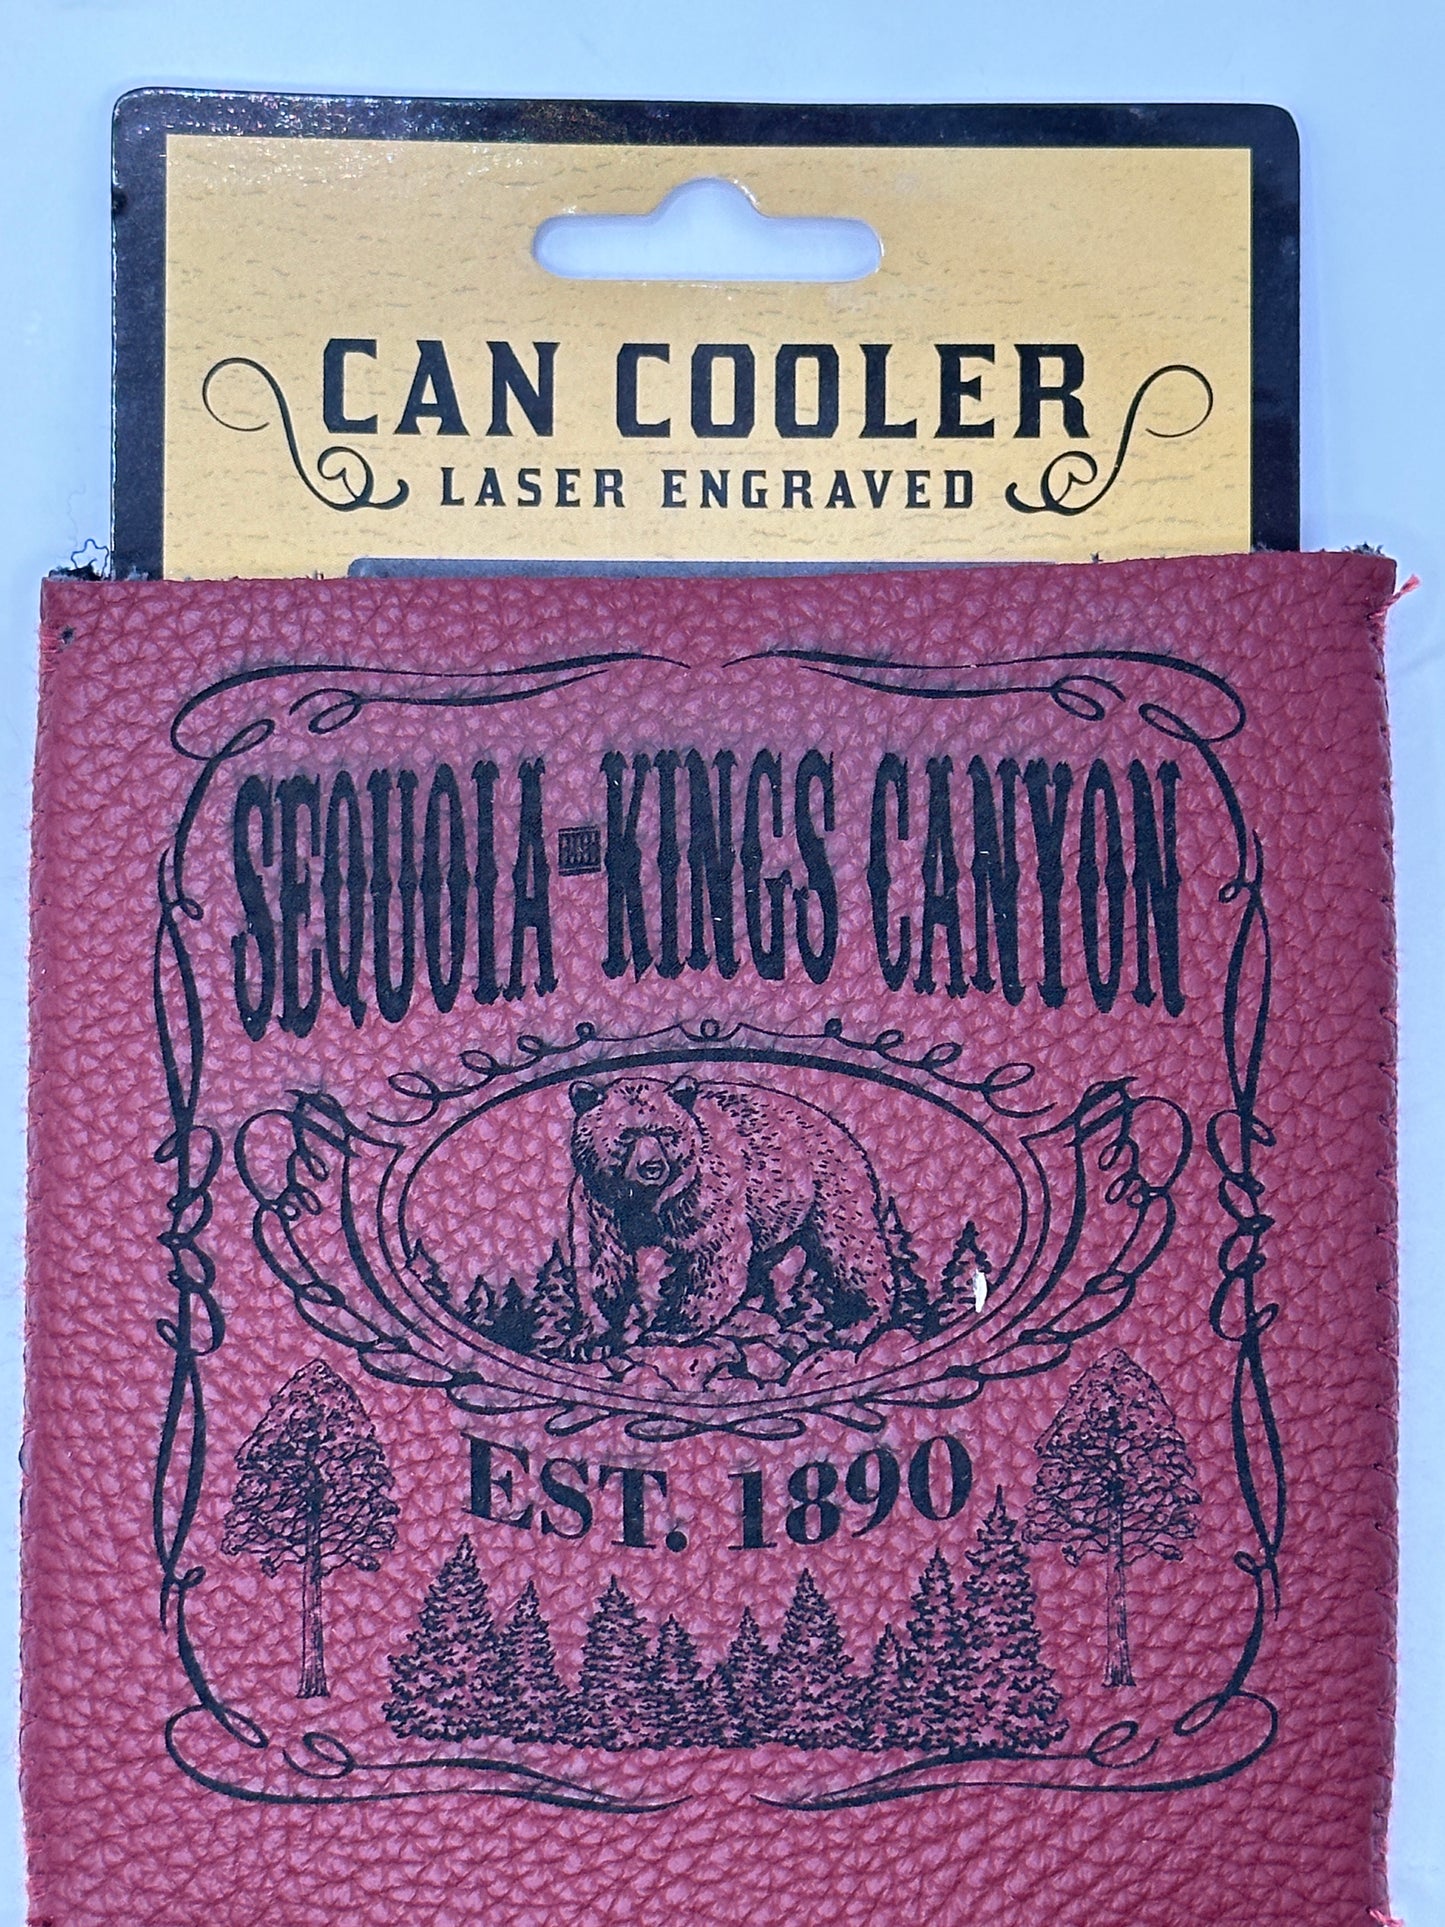 CAN COOLER
LASER ENGRAVED
SEQUOIA-KINGS CANYON
EST. 1890